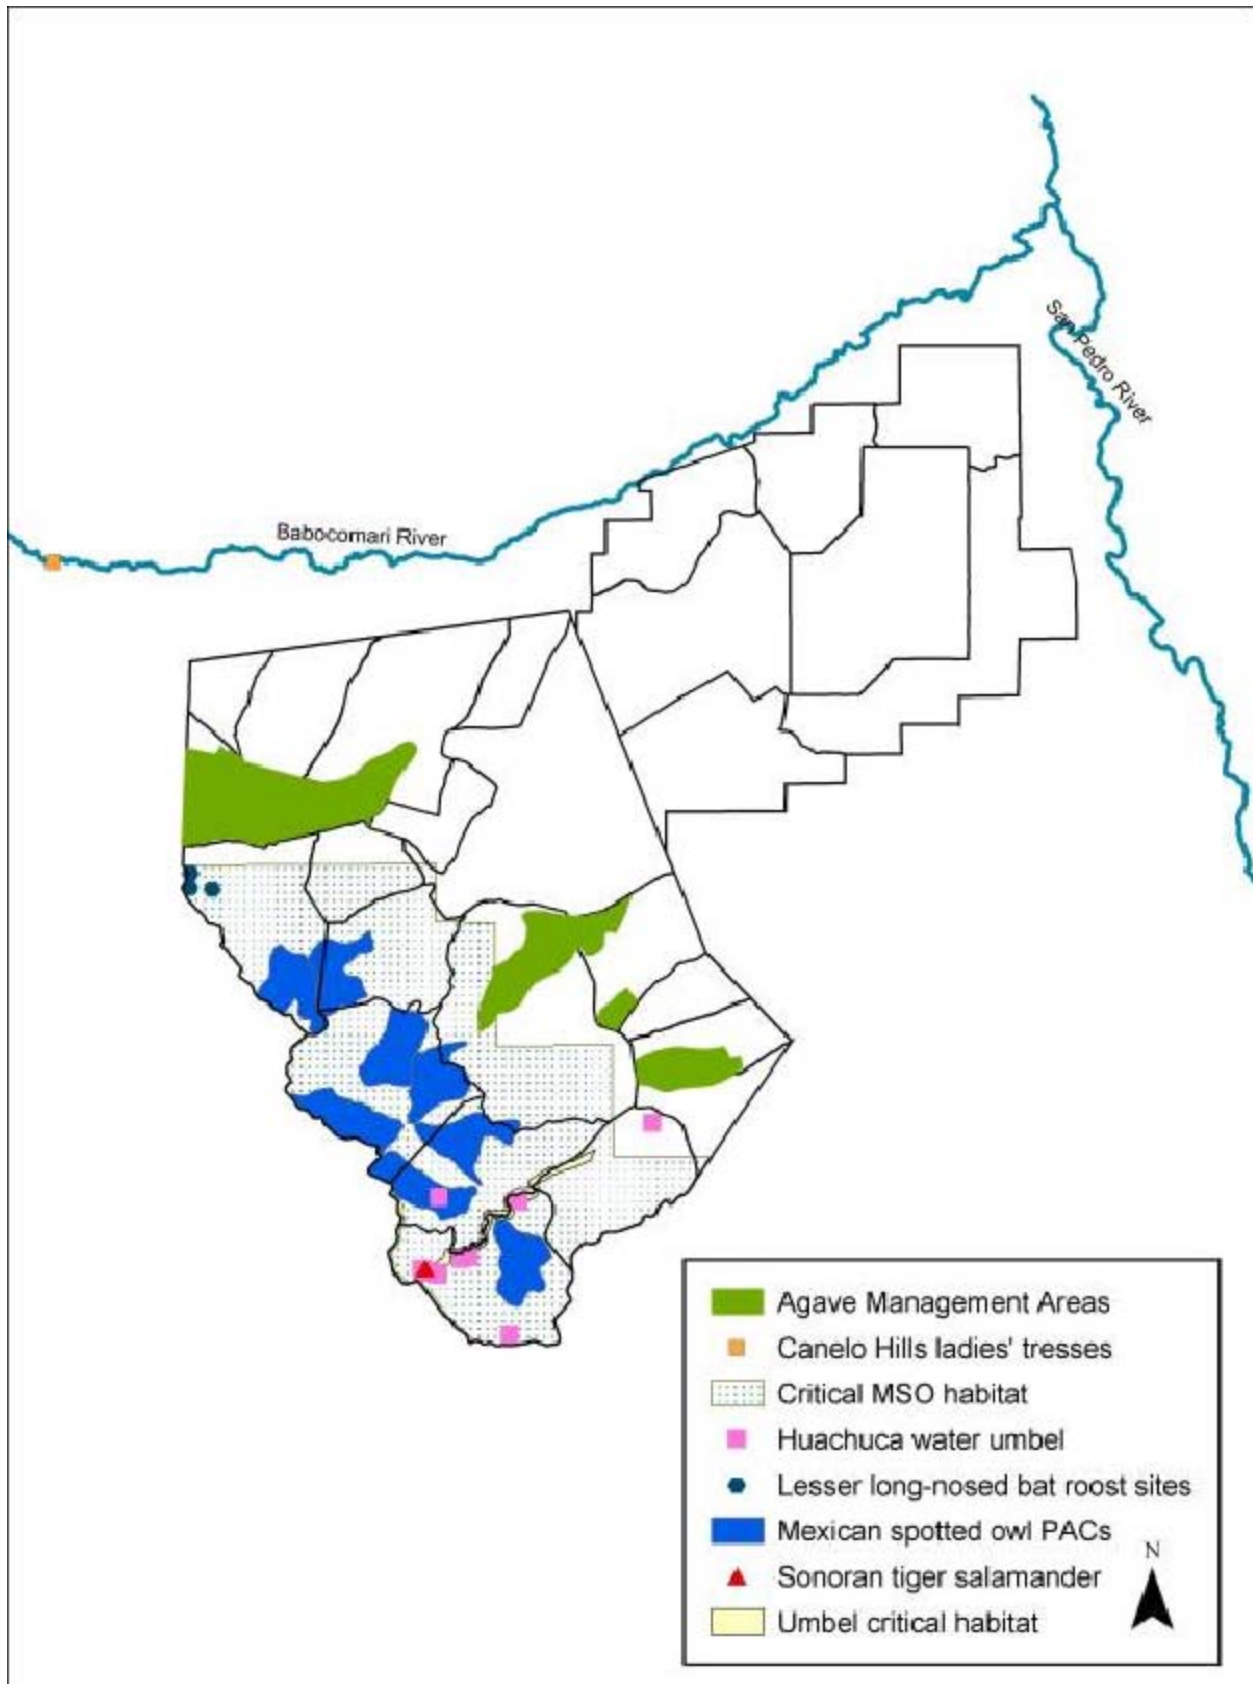 San Pedro River
Babocomari River
Agave Management Areas
Canelo Hills ladies' tresses
Critical MSO habitat
Huachuca water umbel
Lesser long-nosed bat roost sites
Mexican spotted owl PACs
N
Sonoran tiger salamander
Umbel critical habitat